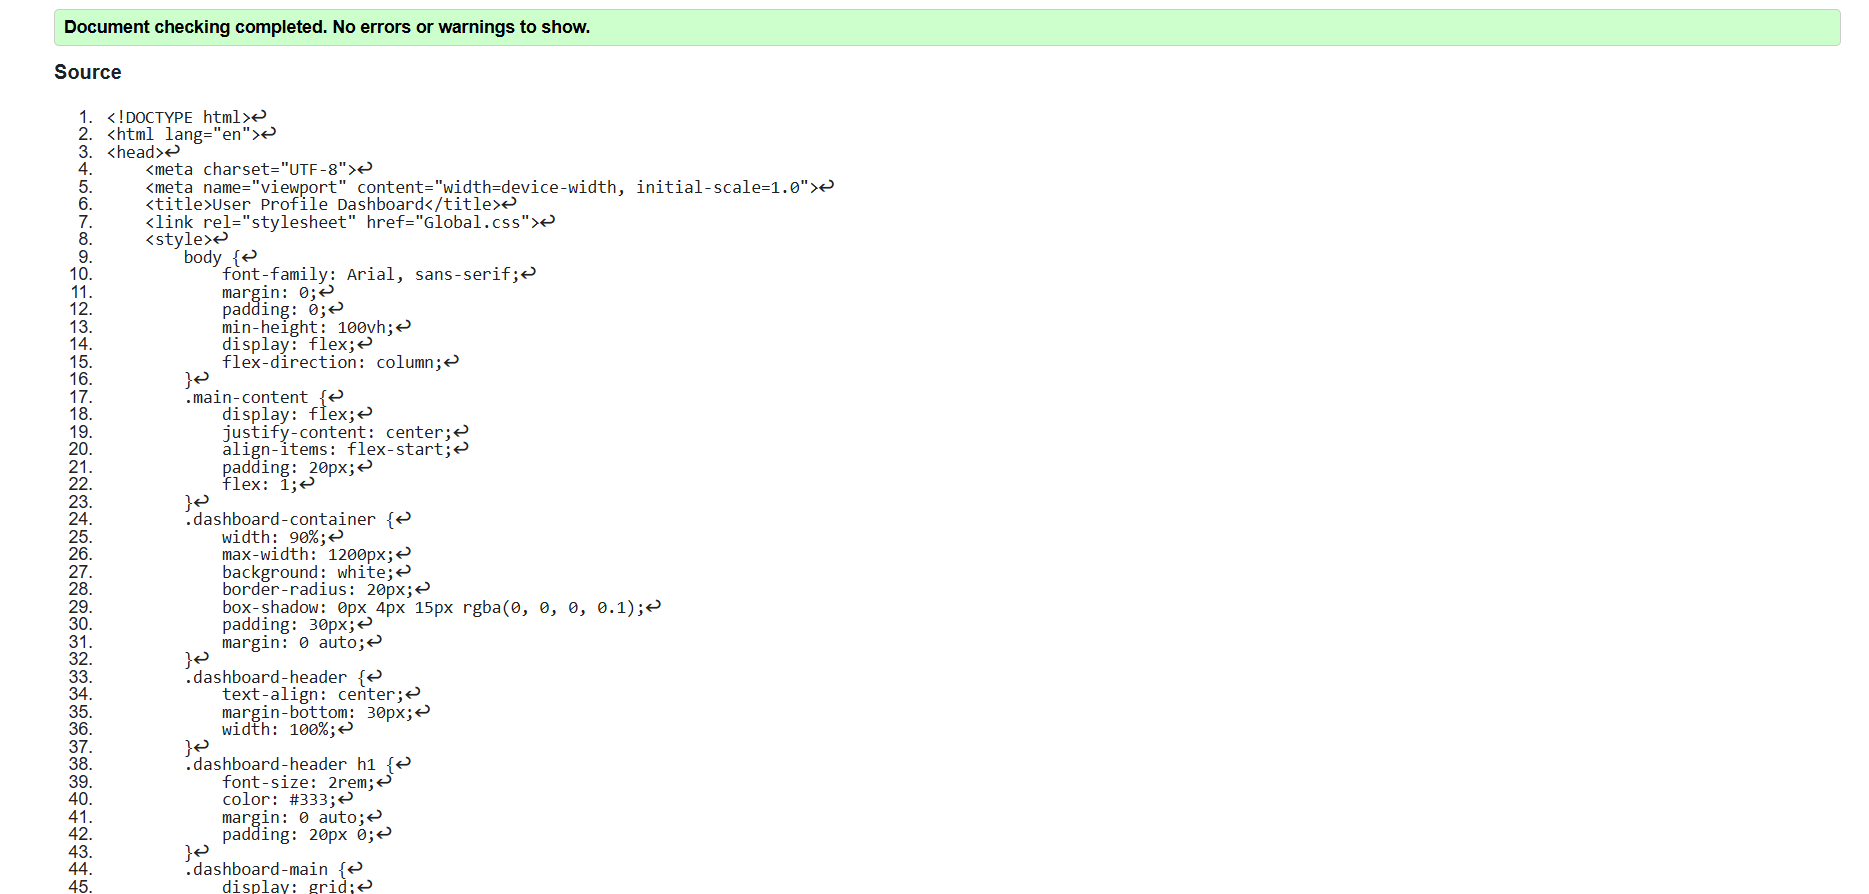 Document checking completed. No errors or warnings to show.
Source
1. <!DOCTYPE html>↩
2. <html lang="en">↩
3. <head>↩
4.     <meta charset="UTF-8">↩
5.     <meta name="viewport" content="width=device-width, initial-scale=1.0">↩
6.     <title>User Profile Dashboard</title>↩
7.     <link rel="stylesheet" href="Global.css">↩
8.     <style>↩
9.         body {↩
10.             font-family: Arial, sans-serif;↩
11.             margin: 0;↩
12.             padding: 0;↩
13.             min-height: 100vh;↩
14.             display: flex;↩
15.             flex-direction: column;↩
16.         }↩
17.         .main-content {↩
18.             display: flex;↩
19.             justify-content: center;↩
20.             align-items: flex-start;↩
21.             padding: 20px;↩
22.             flex: 1;↩
23.         }↩
24.         .dashboard-container {↩
25.             width: 90%;↩
26.             max-width: 1200px;↩
27.             background: white;↩
28.             border-radius: 20px;↩
29.             box-shadow: 0px 4px 15px rgba(0, 0, 0, 0.1);↩
30.             padding: 30px;↩
31.             margin: 0 auto;↩
32.         }↩
33.         .dashboard-header {↩
34.             text-align: center;↩
35.             margin-bottom: 30px;↩
36.             width: 100%;↩
37.         }↩
38.         .dashboard-header h1 {↩
39.             font-size: 2rem;↩
40.             color: #333;↩
41.             margin: 0 auto;↩
42.             padding: 20px 0;↩
43.         }↩
44.         .dashboard-main {↩
45.             display: grid;↩